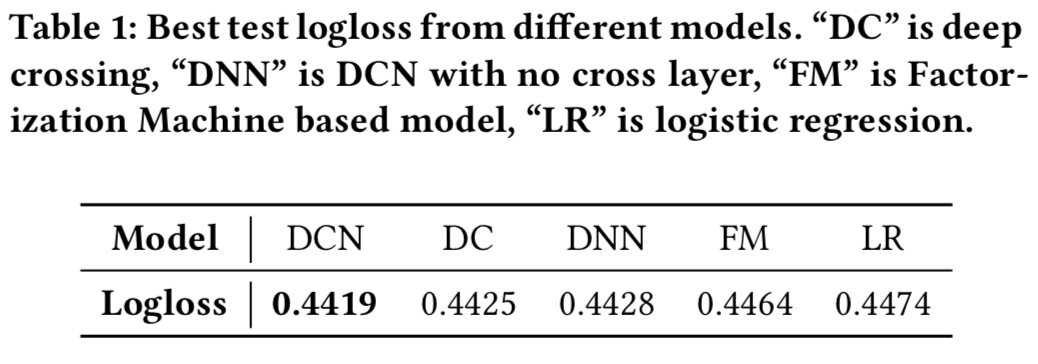 Table 1: Best test logloss from different models. “DC” is deep
crossing, “DNN” is DCN with no cross layer, “FM” is Factor-
ization Machine based model, “LR” is logistic regression.
Model DCN DC DNN FM LR
Logloss 0.4419 0.4425 0.4428 0.4464 0.4474